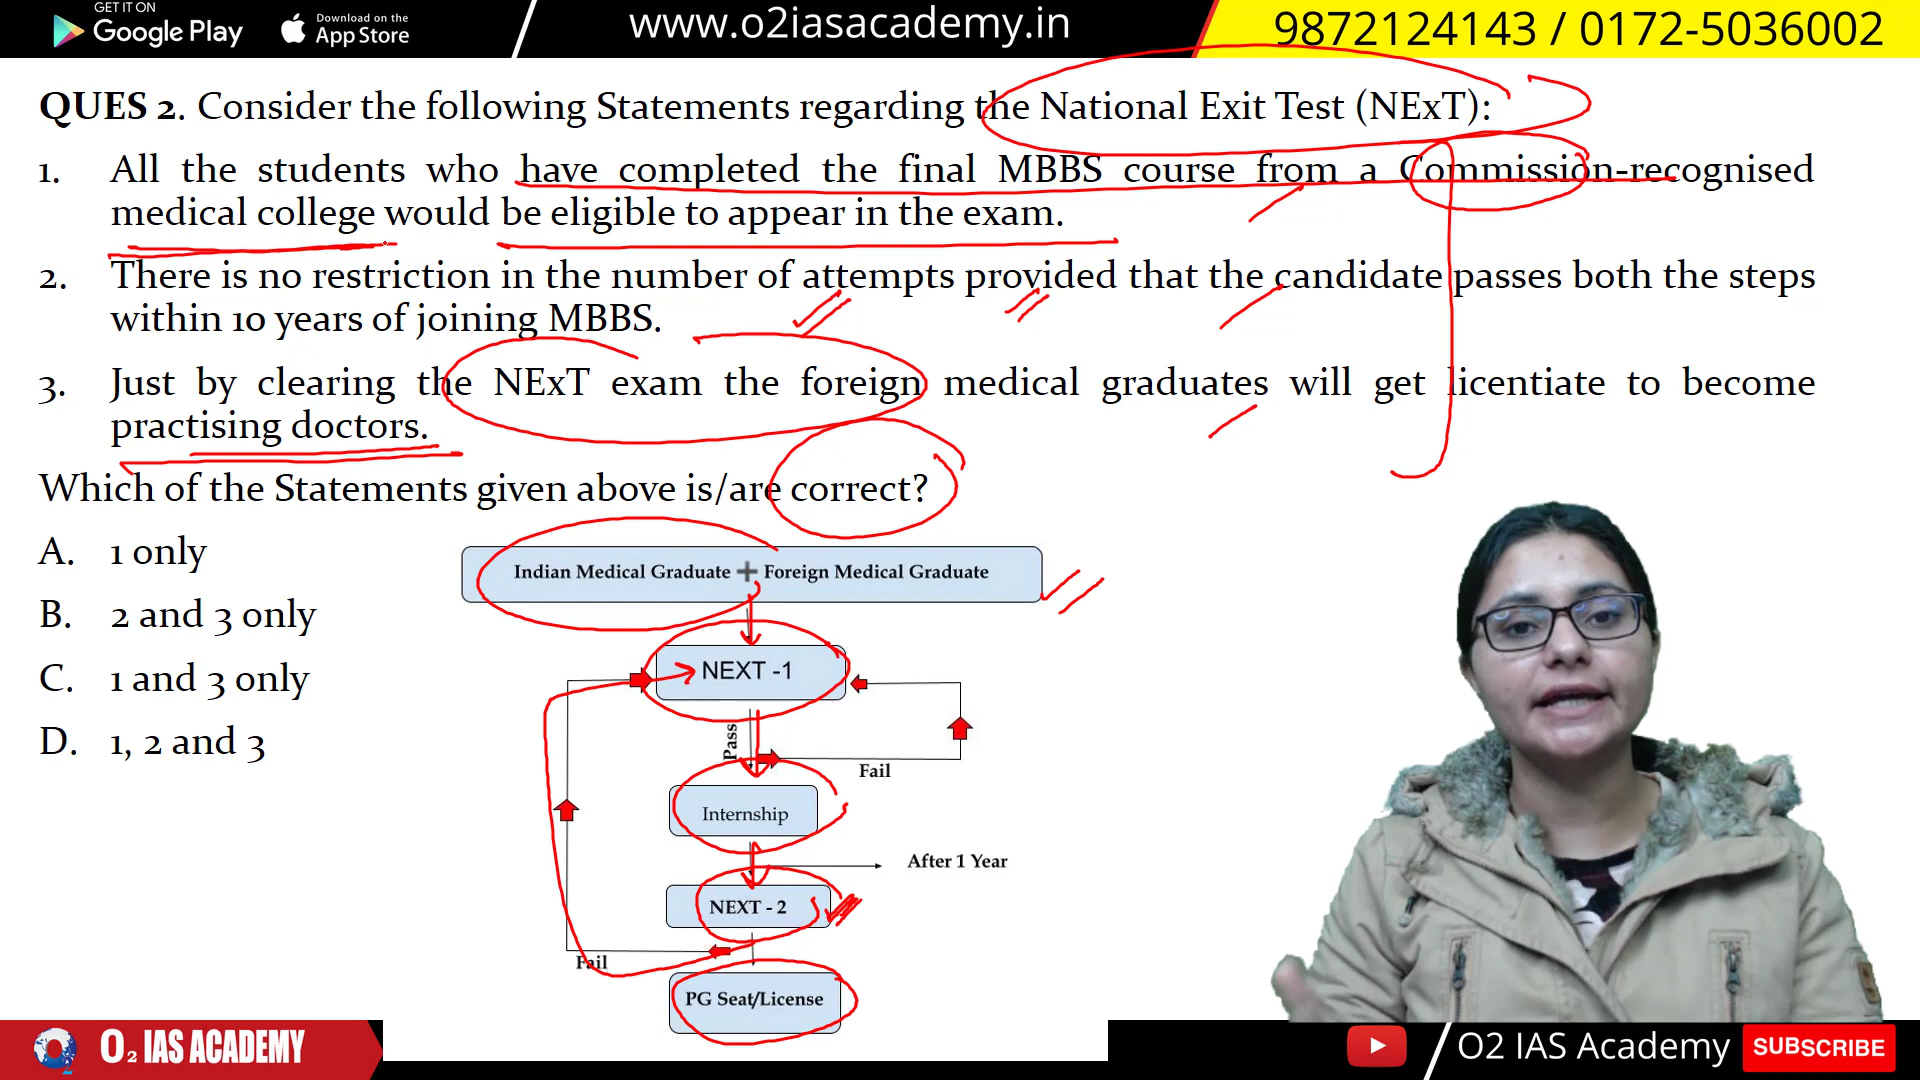 GET IT ON
Google Play
Download on the
App Store
www.o2iasacademy.in
9872124143 / 0172-5036002
QUES 2. Consider the following Statements regarding the National Exit Test (NExT):
1. All the students who have completed the final MBBS course from a Commission-recognised
medical college would be eligible to appear in the exam.
2. There is no restriction in the number of attempts provided that the candidate passes both the steps
within 10 years of joining MBBS.
3. Just by clearing the NExT exam the foreign medical graduates will get licentiate to become
practising doctors.
Which of the Statements given above is/are correct?
A. 1 only
B. 2 and 3 only
C. 1 and 3 only
D. 1, 2 and 3
Indian Medical Graduate ➕ Foreign Medical Graduate
NEXT -1
Pass
Fail
Internship
After 1 Year
NEXT - 2
Fail
PG Seat/License
O2 IAS ACADEMY
O2 IAS Academy
SUBSCRIBE